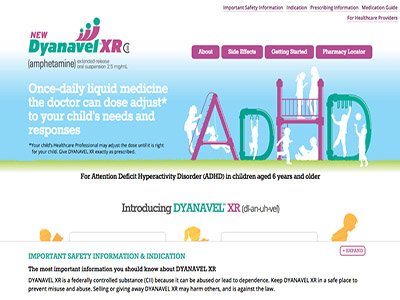 Important Safety Information   Indication   Prescribing Information   Medication Guide
For Healthcare Providers
NEW
Dyanavel XR CII
(amphetamine) extended-release
oral suspension 2.5 mg/mL
About   Side Effects   Getting Started   Pharmacy Locator
Once-daily liquid medicine
the doctor can dose adjust*
to your child's needs and
responses
*Your child's Healthcare Professional may adjust the dose until it is right
for your child. Give DYANAVEL XR exactly as prescribed.
ADHD
For Attention Deficit Hyperactivity Disorder (ADHD) in children aged 6 years and older
Introducing DYANAVEL® XR (dī-an-uh-vel)
IMPORTANT SAFETY INFORMATION & INDICATION
+ EXPAND
The most important information you should know about DYANAVEL XR
DYANAVEL XR is a federally controlled substance (CII) because it can be abused or lead to dependence. Keep DYANAVEL XR in a safe place to
prevent misuse and abuse. Selling or giving away DYANAVEL XR may harm others, and is against the law.